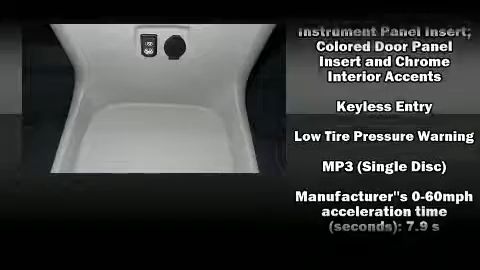 Instrument Panel Insert;
Colored Door Panel
Insert and Chrome
Interior Accents
Keyless Entry
Low Tire Pressure Warning
MP3 (Single Disc)
Manufacturer"s 0-60mph
acceleration time
(seconds): 7.9 s